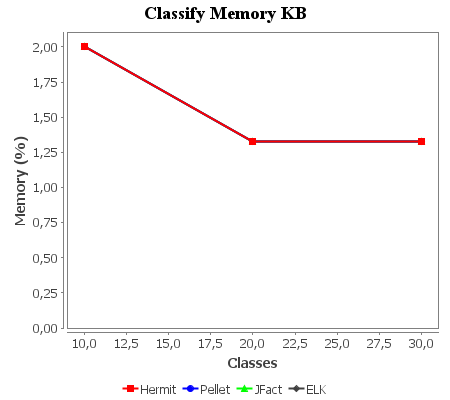 Classify Memory KB
2,00
1,75
1,50
1,25
1,00
0,75
0,50
0,25
0,00
Memory (%)
10,0 12,5 15,0 17,5 20,0 22,5 25,0 27,5 30,0
Classes
Hermit Pellet JFact ELK